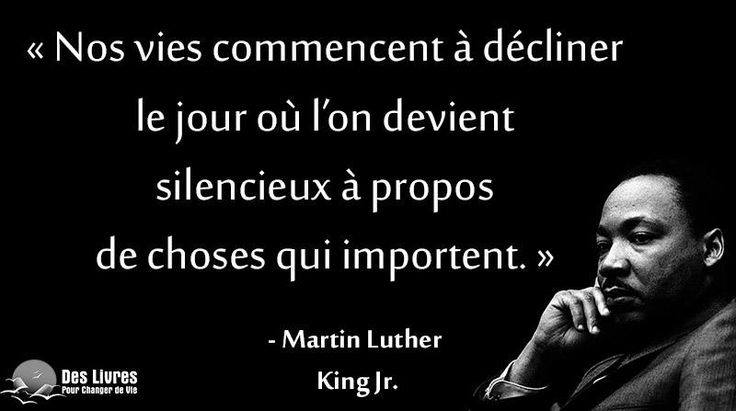 « Nos vies commencent à décliner
le jour où l'on devient
silencieux à propos
de choses qui importent. »
- Martin Luther
King Jr.
Des Livres
Pour Changer de Vie